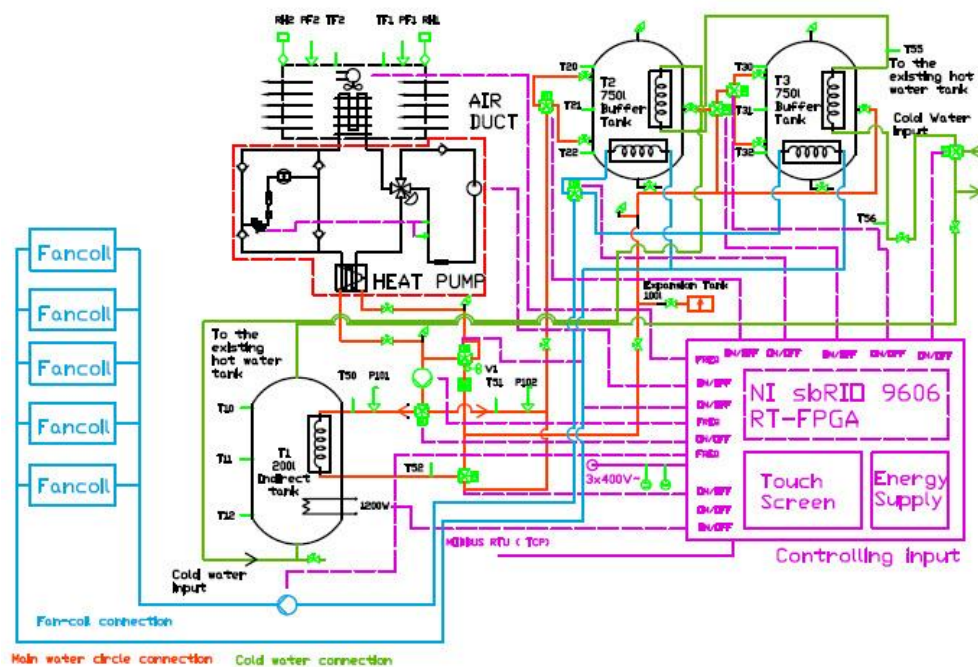 RH2 PF2 TF2 TF1 PF1 RH1
AIR
DUCT
HEAT PUMP
T20
T21
T22
T2
750l
Buffer
Tank
T30
T31
T32
T3
750l
Buffer
Tank
T55
To the
existing hot
water tank
Cold Water
Input
T56
Expansion Tank
100l
Fancoil
Fancoil
Fancoil
Fancoil
Fancoil
To the
existing
hot water
tank
T10
T11
T12
T1
200l
Indirect
tank
T50 P101
T51 P102
V1
T52
1200W
3x400V~
MODBUS RTU (TCP)
Cold water
input
FREQ
ON/OFF ON/OFF ON/OFF ON/OFF ON/OFF
ON/OFF
ON/OFF
FREQ
ON/OFF
FREQ
ON/OFF
ON/OFF
ON/OFF
NI sbRIO 9606
RT-FPGA
Touch
Screen
Energy
Supply
Controlling input
Fan-coil connection
Main water circle connection Cold water connection